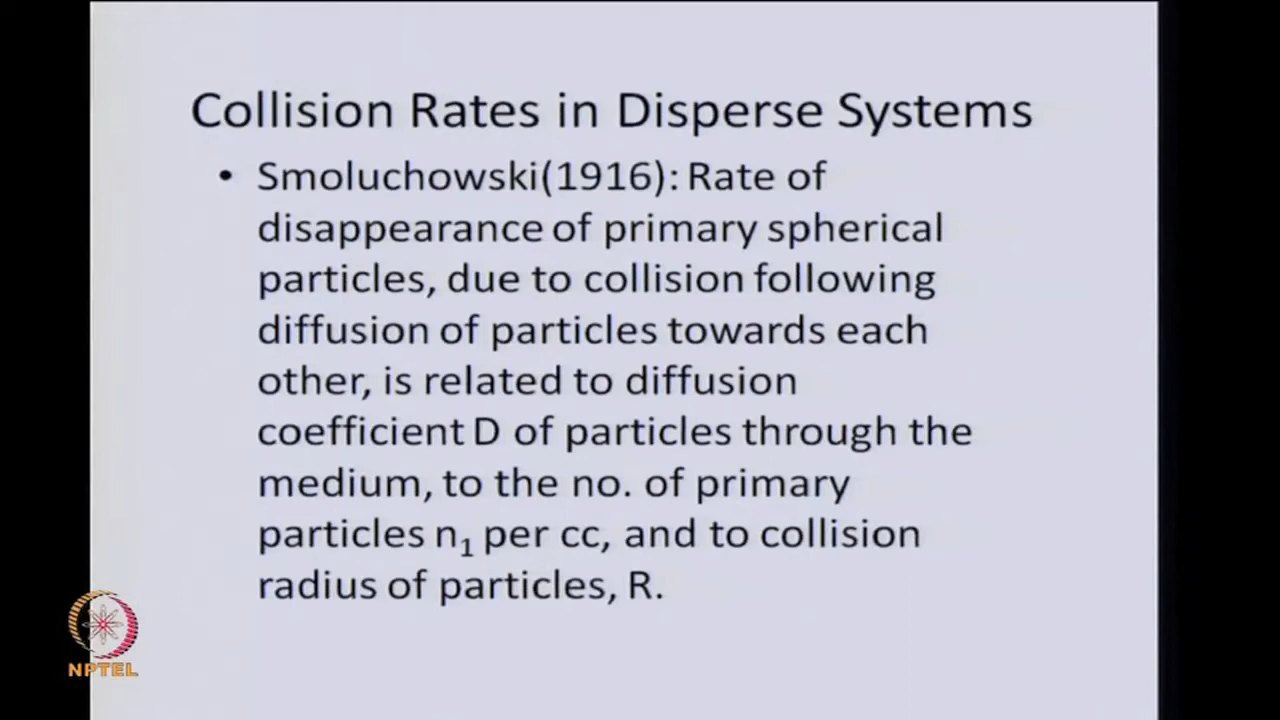 Collision Rates in Disperse Systems
• Smoluchowski(1916): Rate of
disappearance of primary spherical
particles, due to collision following
diffusion of particles towards each
other, is related to diffusion
coefficient D of particles through the
medium, to the no. of primary
particles n₁ per cc, and to collision
radius of particles, R.
NPTEL